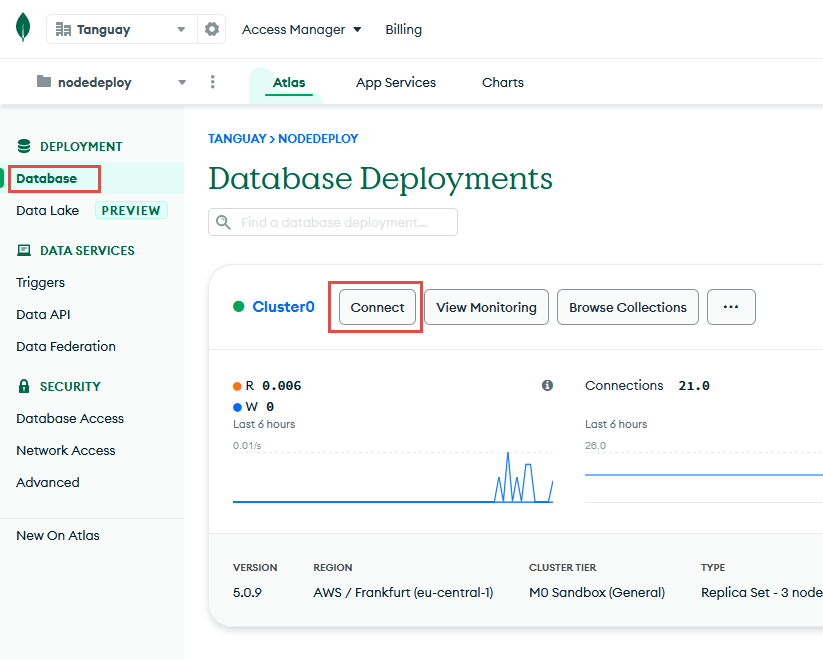 Tanguay
Access Manager
Billing
nodedeploy
Atlas
App Services
Charts
DEPLOYMENT
Database
Data Lake
PREVIEW
DATA SERVICES
Triggers
Data API
Data Federation
SECURITY
Database Access
Network Access
Advanced
New On Atlas
TANGUAY > NODEDEPLOY
Database Deployments
Find a database deployment...
Cluster0
Connect
View Monitoring
Browse Collections
...
R 0.006
W 0
Last 6 hours
0.01/s
Connections 21.0
Last 6 hours
26.0
VERSION
5.0.9
REGION
AWS / Frankfurt (eu-central-1)
CLUSTER TIER
M0 Sandbox (General)
TYPE
Replica Set - 3 node